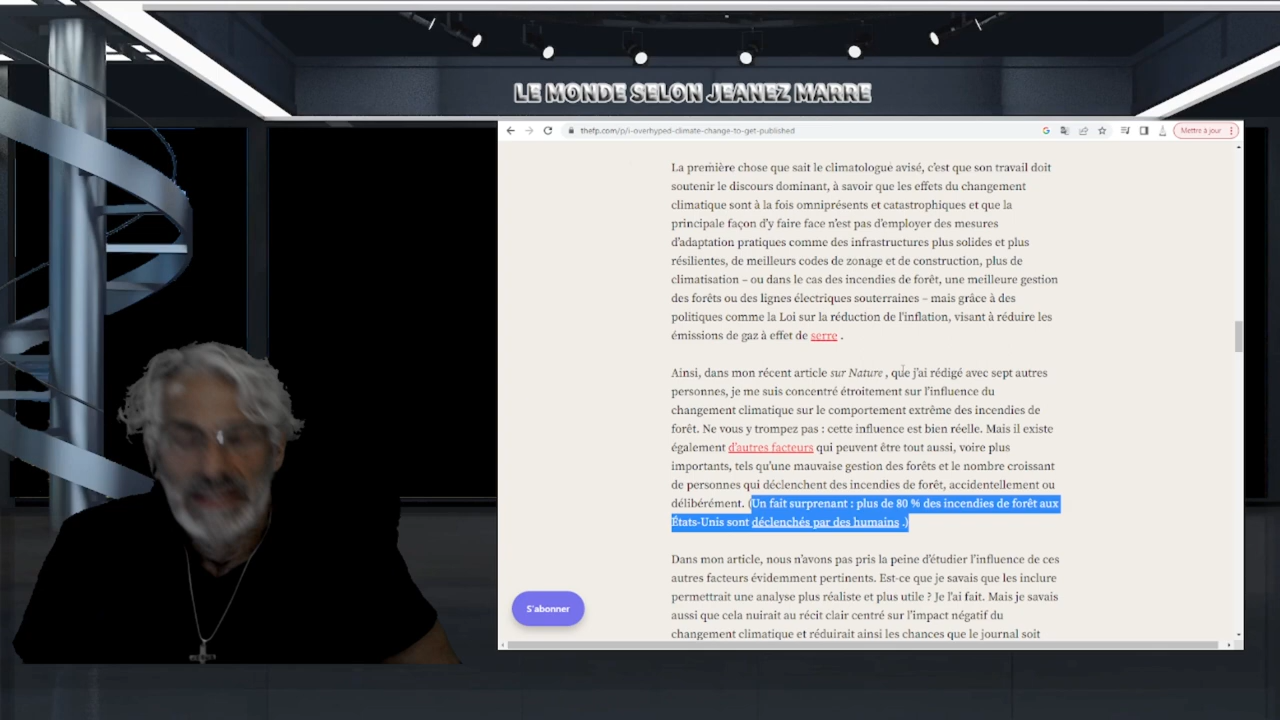 LE MONDE SELON JEANEZ MARRE
thefp.com/p/i-overhyped-climate-change-to-get-published
Mettre à jour
La première chose que sait le climatologue avisé, c'est que son travail doit
soutenir le discours dominant, à savoir que les effets du changement
climatique sont à la fois omniprésents et catastrophiques et que la
principale façon d'y faire face n'est pas d'employer des mesures
d'adaptation pratiques comme des infrastructures plus solides et plus
résilientes, de meilleurs codes de zonage et de construction, plus de
climatisation – ou dans le cas des incendies de forêt, une meilleure gestion
des forêts ou des lignes électriques souterraines – mais grâce à des
politiques comme la Loi sur la réduction de l'inflation, visant à réduire les
émissions de gaz à effet de serre .
Ainsi, dans mon récent article sur Nature , que j'ai rédigé avec sept autres
personnes, je me suis concentré étroitement sur l'influence du
changement climatique sur le comportement extrême des incendies de
forêt. Ne vous y trompez pas : cette influence est bien réelle. Mais il existe
également d'autres facteurs qui peuvent être tout aussi, voire plus
importants, tels qu'une mauvaise gestion des forêts et le nombre croissant
de personnes qui déclenchent des incendies de forêt, accidentellement ou
délibérément. (Un fait surprenant : plus de 80 % des incendies de forêt aux
États-Unis sont déclenchés par des humains .)
Dans mon article, nous n'avons pas pris la peine d'étudier l'influence de ces
autres facteurs évidemment pertinents. Est-ce que je savais que les inclure
permettrait une analyse plus réaliste et plus utile ? Je l'ai fait. Mais je savais
aussi que cela nuirait au récit clair centré sur l'impact négatif du
changement climatique et réduirait ainsi les chances que le journal soit
S'abonner